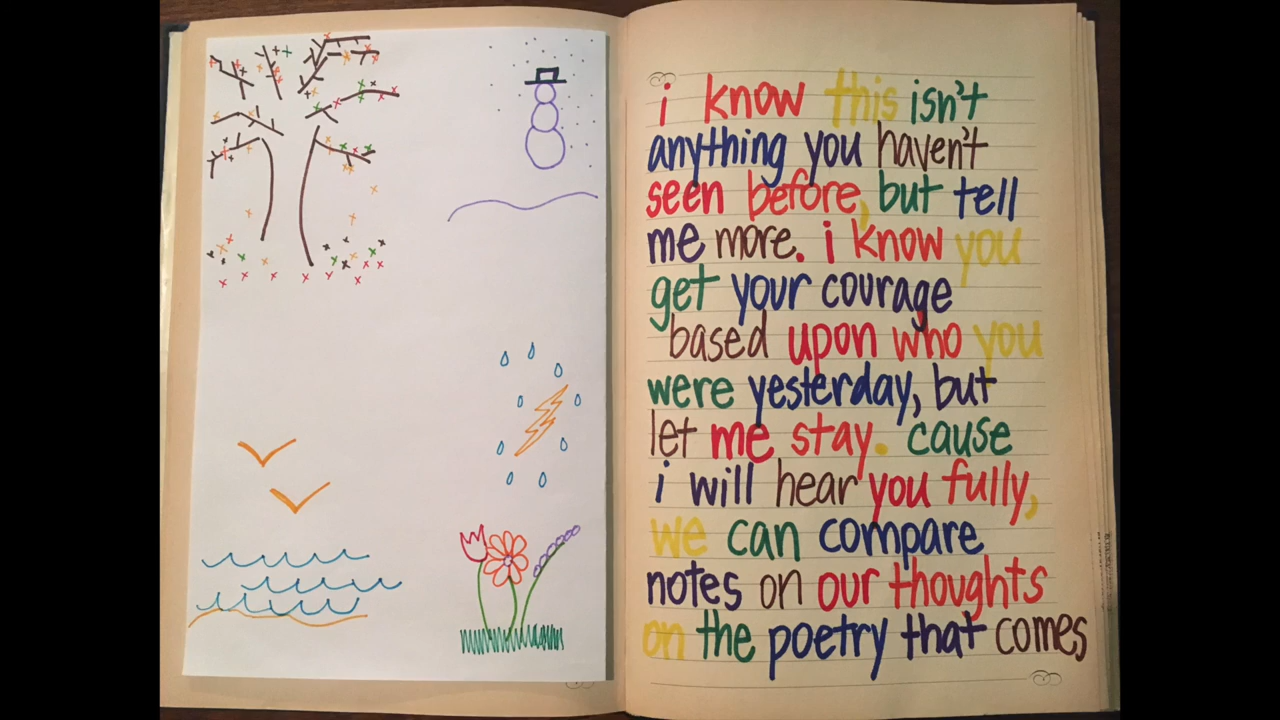 i know this isn't
anything you haven't
seen before, but tell
me more. i know you
get your courage
based upon who you
were yesterday, but
let me stay. cause
i will hear you fully,
we can compare
notes on our thoughts
on the poetry that comes